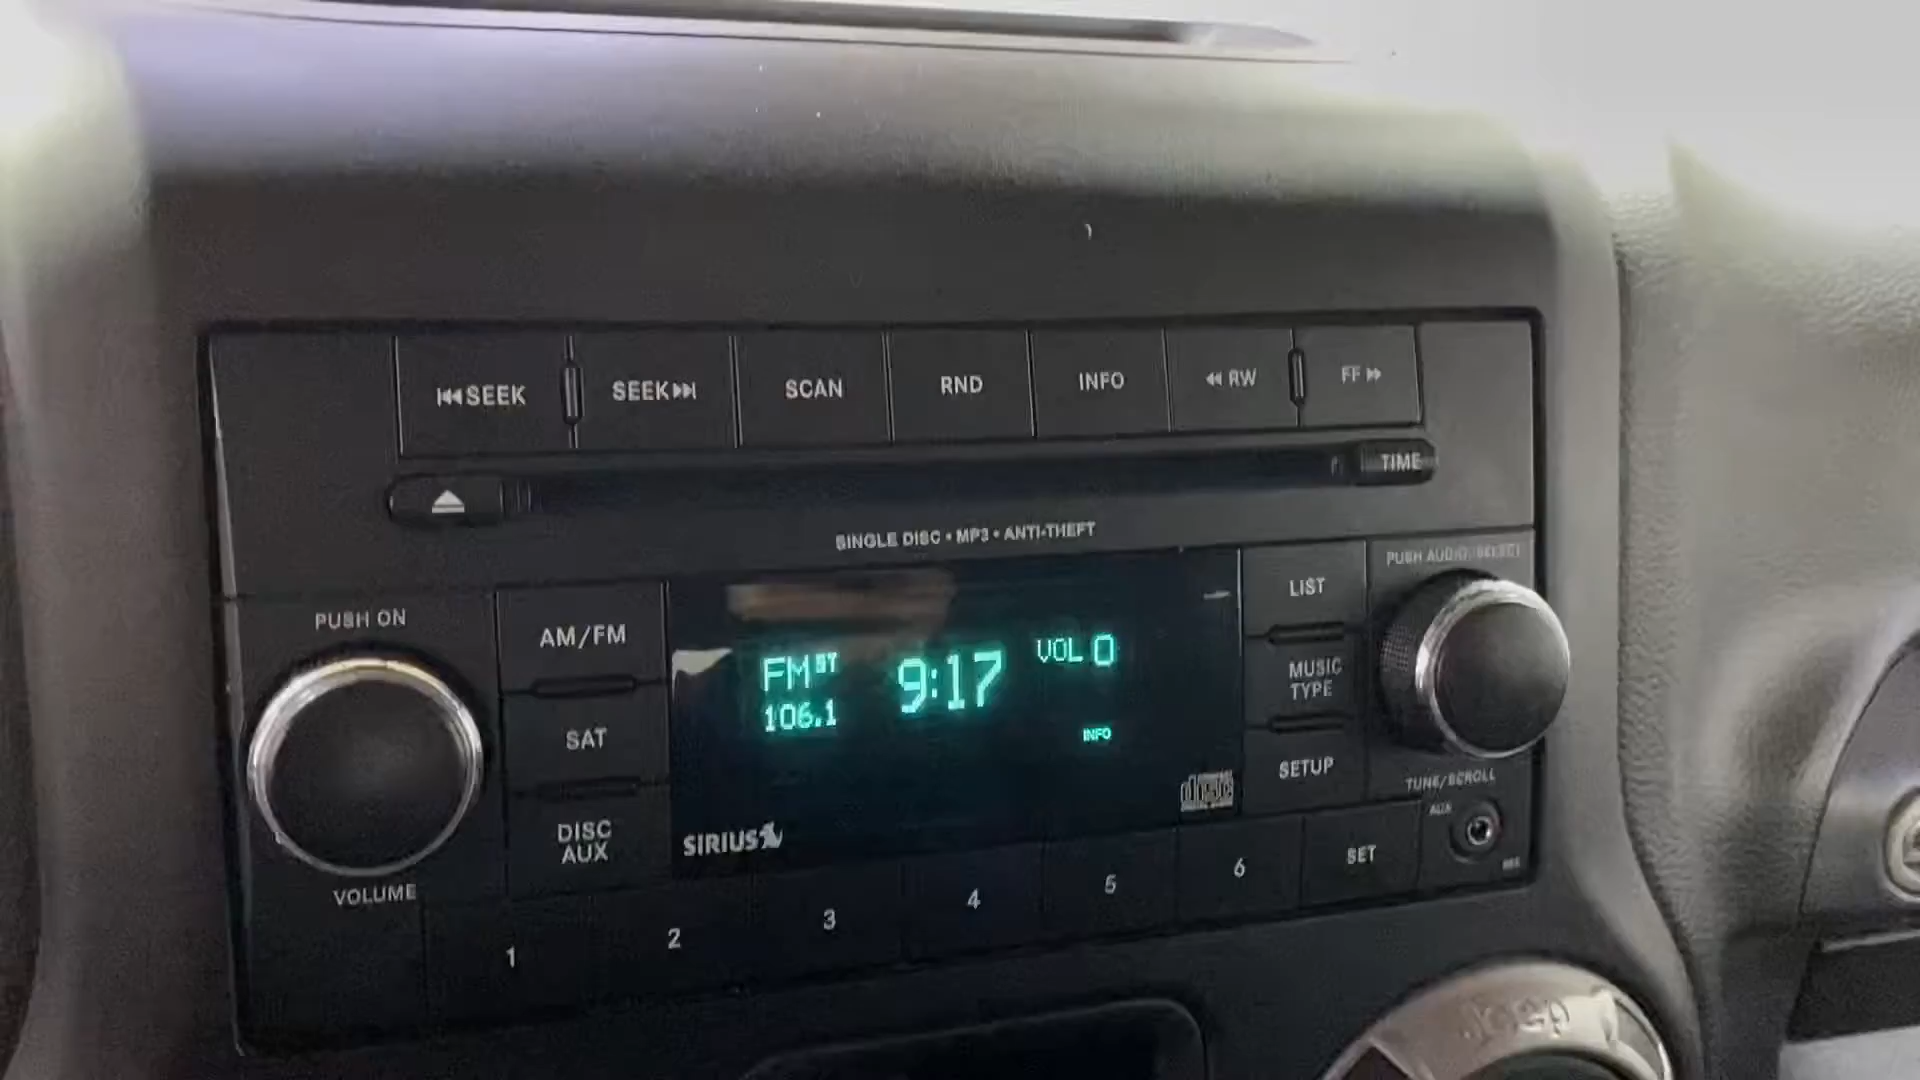 ⏮SEEK
SEEK⏭
SCAN
RND
INFO
◀◀ RW
FF ▶▶
TIME
SINGLE DISC • MP3 • ANTI-THEFT
PUSH ON
VOLUME
AM/FM
SAT
DISC
AUX
FM ST
106.1
9:17
VOL 0
INFO
SIRIUS
LIST
MUSIC
TYPE
SETUP
PUSH AUDIO/SELECT
TUNE/SCROLL
AUX
1
2
3
4
5
6
SET
Jeep